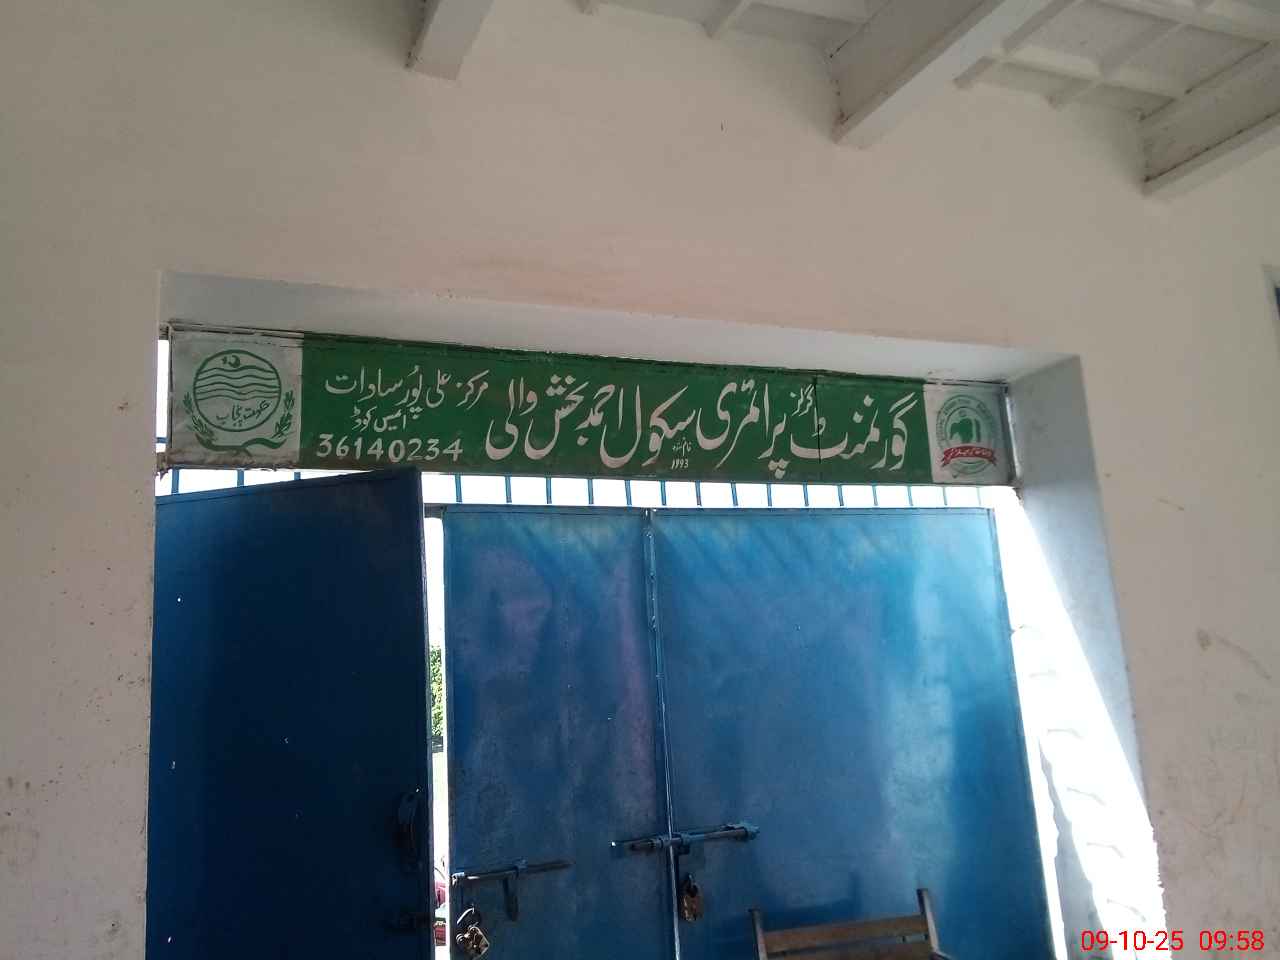 گورنمنٹ گرلز پرائمری سکول احمد بخش والی
قائم شدہ
1993
مرکز علی پور سادات
ایس کوڈ
36140234
حکومت پنجاب
09-10-25 09:58